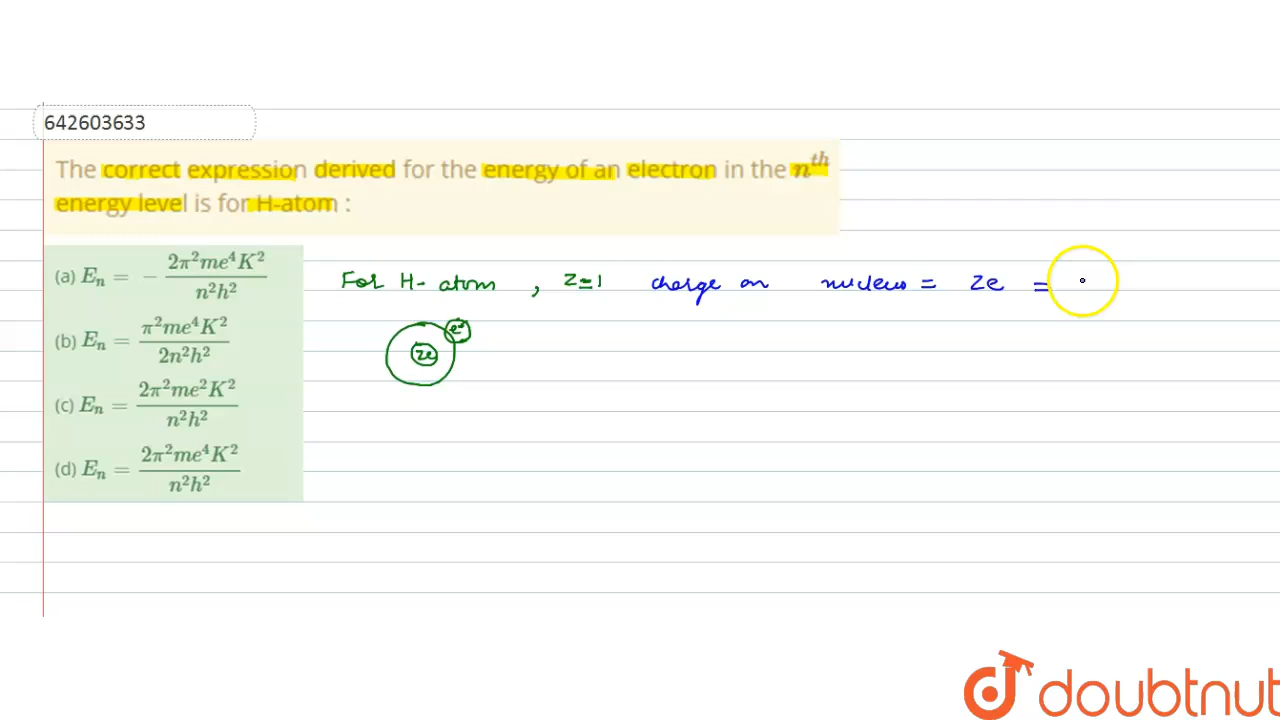 642603633
The correct expression derived for the energy of an electron in the n^th
energy level is for H-atom :
(a) E_n = − 2π²me⁴K² / n²h²
(b) E_n = π²me⁴K² / 2n²h²
(c) E_n = 2π²me²K² / n²h²
(d) E_n = 2π²me⁴K² / n²h²
For H- atom , Z=1 charge on nucleus = Ze =
Ze
doubtnut